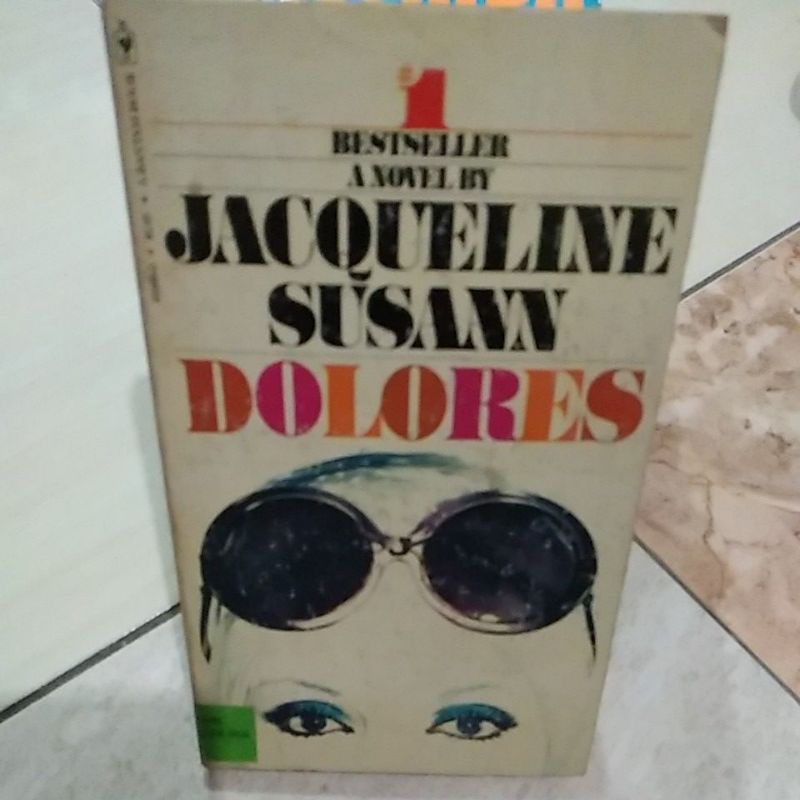 #1
BESTSELLER
A NOVEL BY
JACQUELINE
SUSANN
DOLORES